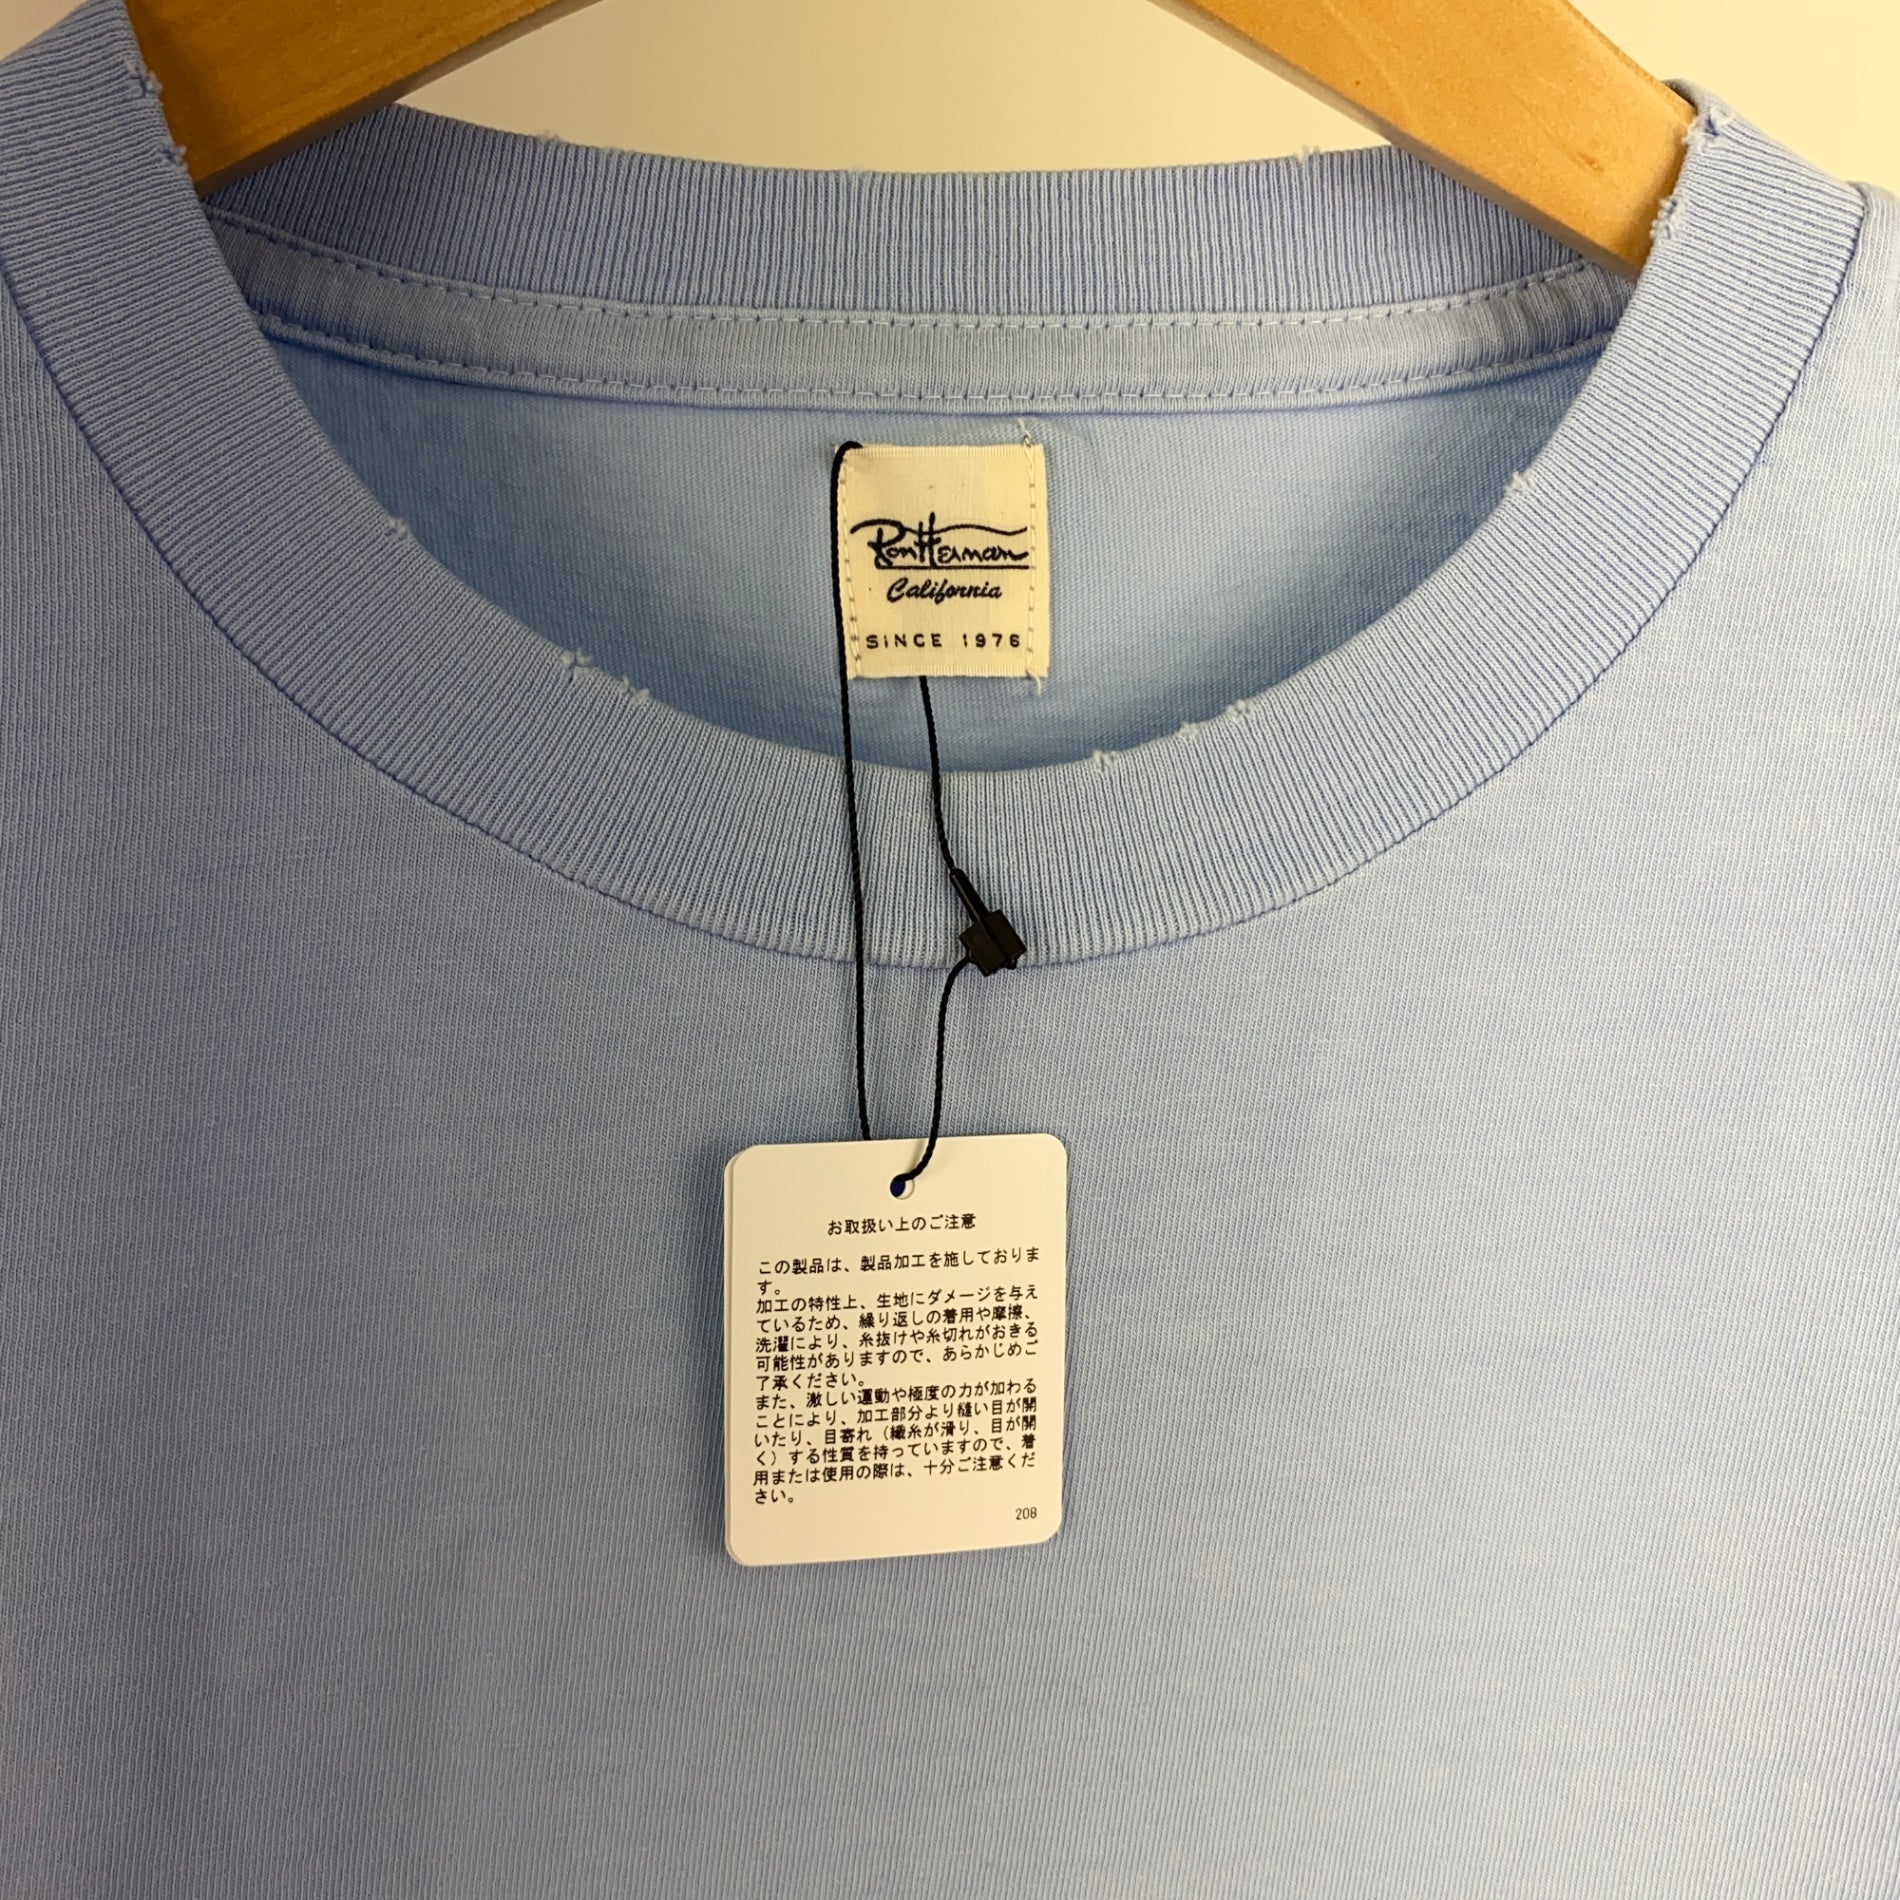 Ron Herman
California
SINCE 1976
お取扱い上のご注意
この製品は、製品加工を施しておりま
す。
加工の特性上、生地にダメージを与え
ているため、繰り返しの着用や摩擦、
洗濯により、糸抜けや糸切れがおきる
可能性がありますので、あらかじめご
了承ください。
また、激しい運動や極度の力が加わる
ことにより、加工部分より縫い目が開
いたり、目寄れ（織糸が滑り、目が開
く）する性質を持っていますので、着
用または使用の際は、十分ご注意くだ
さい。
208